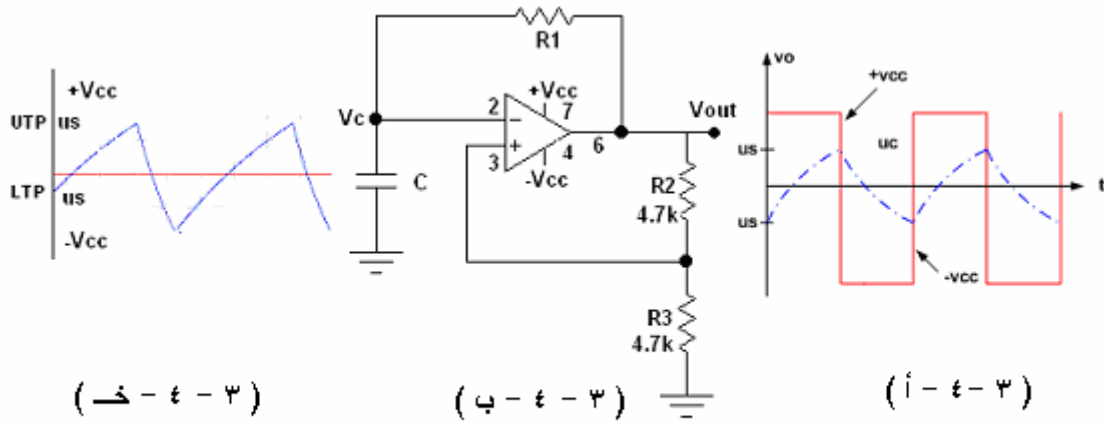 R1
+Vcc
UTP us
LTP us
-Vcc
Vc
C
2
3
+Vcc
7
4
-Vcc
6
Vout
R2
4.7k
R3
4.7k
vo
+vcc
uc
us
us
t
-vcc
( ٣ - ٤ - خـ )
( ٣ - ٤ - ب )
( ٣ - ٤ - أ )